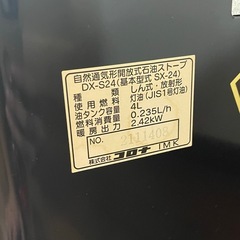 自然通気形開放式石油ストーブ
DX-S24(基本型式 SX-24)
種類 しん式・放射形
使用燃料 灯油(JIS1号灯油)
油タンク容量 4L
燃料消費量 0.235L/h
暖房出力 2.42kW
株式会社コロナ I.M.K